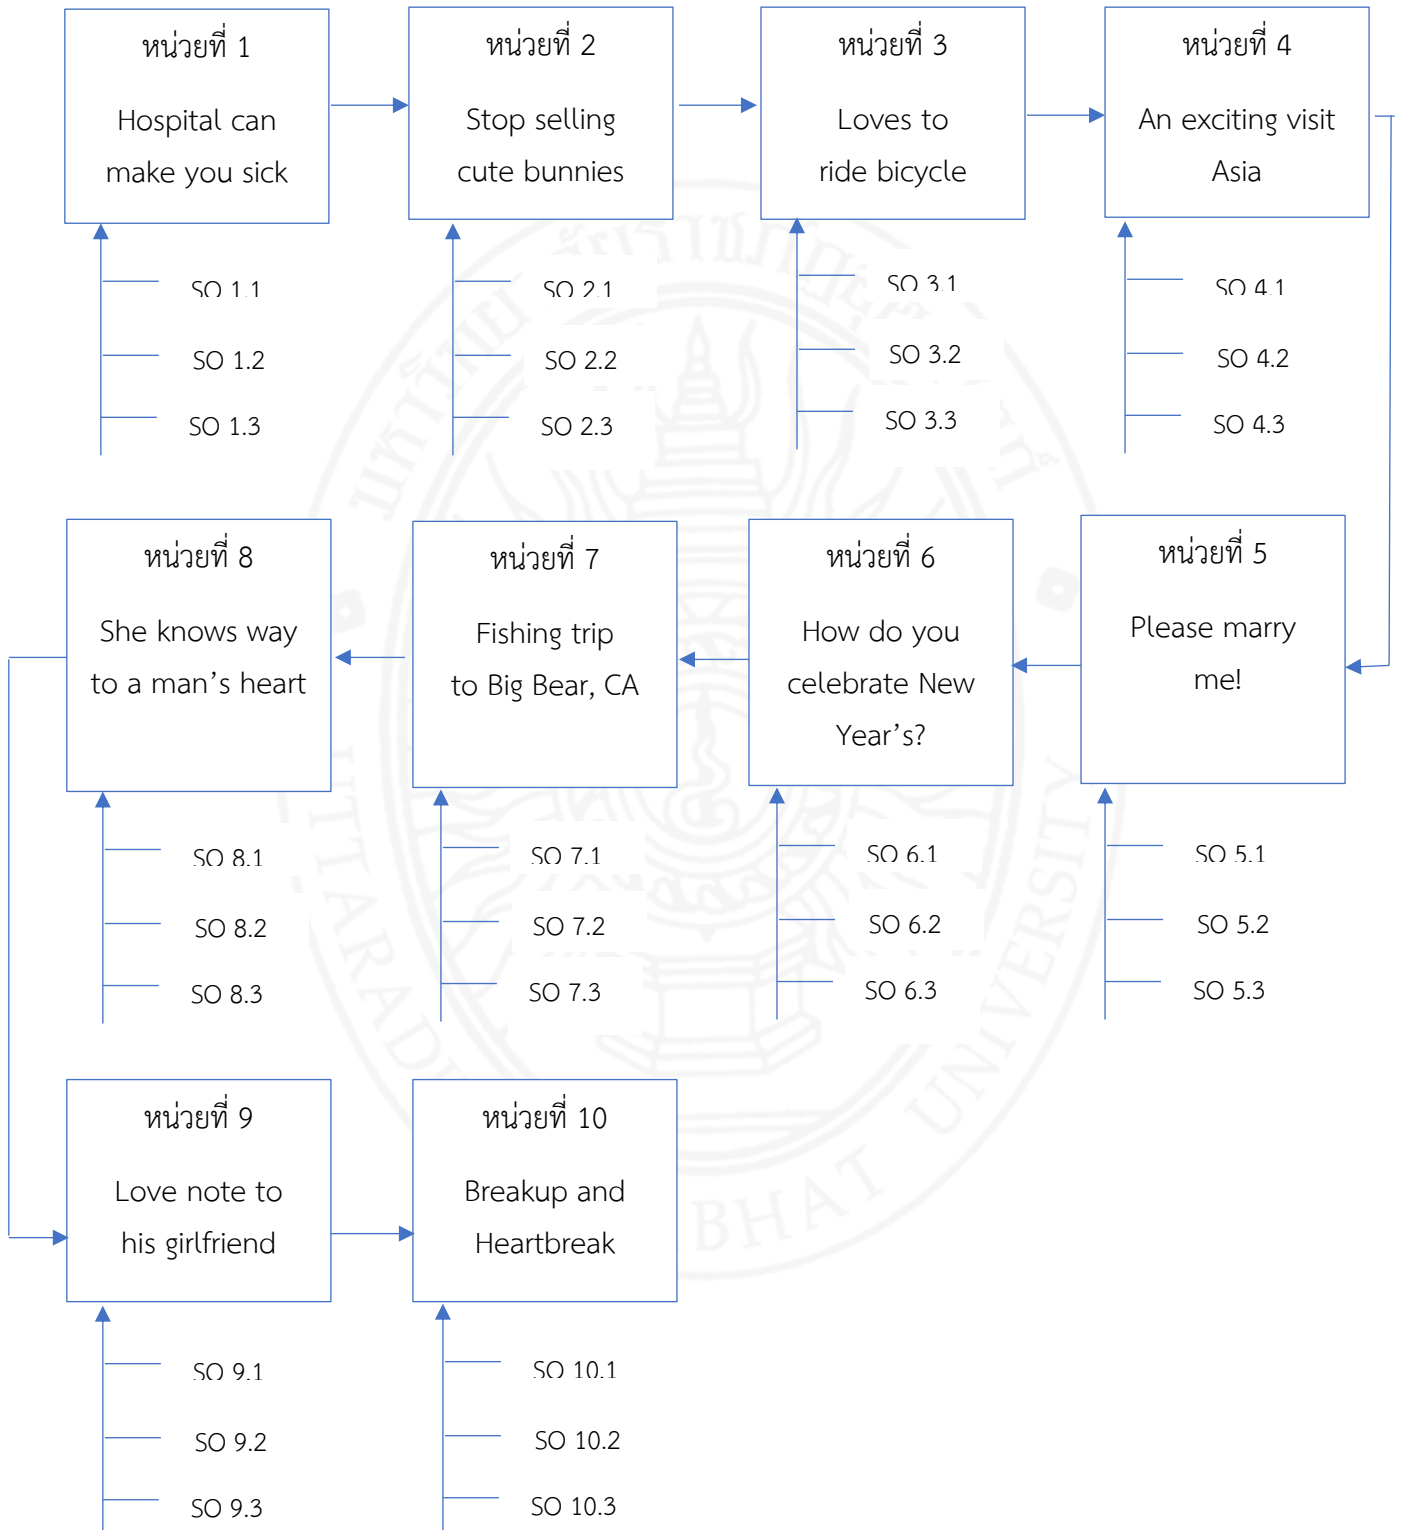 หน่วยที่ 1
Hospital can
make you sick
หน่วยที่ 2
Stop selling
cute bunnies
หน่วยที่ 3
Loves to
ride bicycle
หน่วยที่ 4
An exciting visit
Asia
SO 1.1
SO 1.2
SO 1.3
SO 2.1
SO 2.2
SO 2.3
SO 3.1
SO 3.2
SO 3.3
SO 4.1
SO 4.2
SO 4.3
หน่วยที่ 8
She knows way
to a man’s heart
หน่วยที่ 7
Fishing trip
to Big Bear, CA
หน่วยที่ 6
How do you
celebrate New
Year’s?
หน่วยที่ 5
Please marry
me!
SO 8.1
SO 8.2
SO 8.3
SO 7.1
SO 7.2
SO 7.3
SO 6.1
SO 6.2
SO 6.3
SO 5.1
SO 5.2
SO 5.3
หน่วยที่ 9
Love note to
his girlfriend
หน่วยที่ 10
Breakup and
Heartbreak
SO 9.1
SO 9.2
SO 9.3
SO 10.1
SO 10.2
SO 10.3
UNIVERSITY